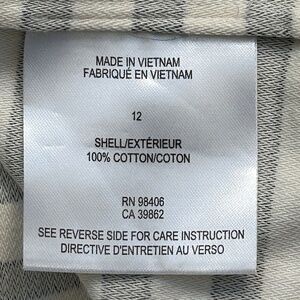 MADE IN VIETNAM
FABRIQUÉ EN VIETNAM
12
SHELL/EXTÉRIEUR
100% COTTON/COTON
RN 98406
CA 39862
SEE REVERSE SIDE FOR CARE INSTRUCTION
DIRECTIVE D'ENTRETIEN AU VERSO